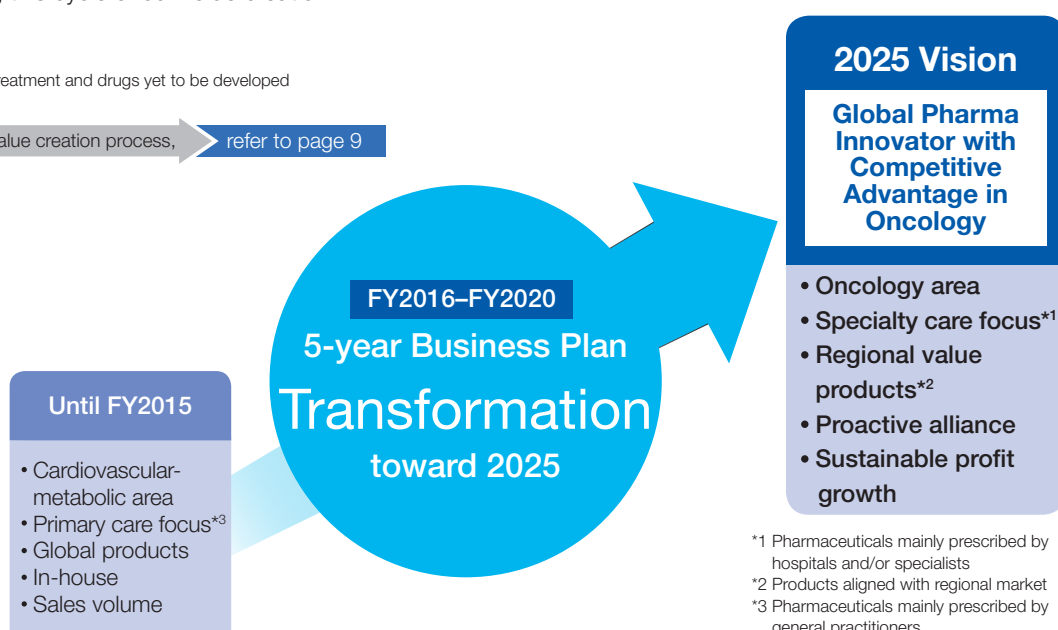 reatment and drugs yet to be developed
alue creation process,
refer to page 9
2025 Vision
Global Pharma
Innovator with
Competitive
Advantage in
Oncology
• Oncology area
• Specialty care focus*1
• Regional value
products*2
• Proactive alliance
• Sustainable profit
growth
FY2016–FY2020
5-year Business Plan
Transformation
toward 2025
Until FY2015
• Cardiovascular-
metabolic area
• Primary care focus*3
• Global products
• In-house
• Sales volume
*1 Pharmaceuticals mainly prescribed by
hospitals and/or specialists
*2 Products aligned with regional market
*3 Pharmaceuticals mainly prescribed by
general practitioners